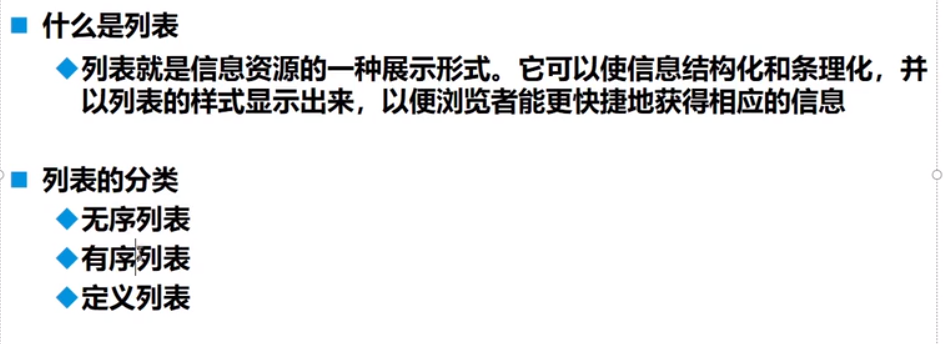 什么是列表
列表就是信息资源的一种展示形式。它可以使信息结构化和条理化，并
以列表的样式显示出来，以便浏览者能更快捷地获得相应的信息
列表的分类
无序列表
有序列表
定义列表